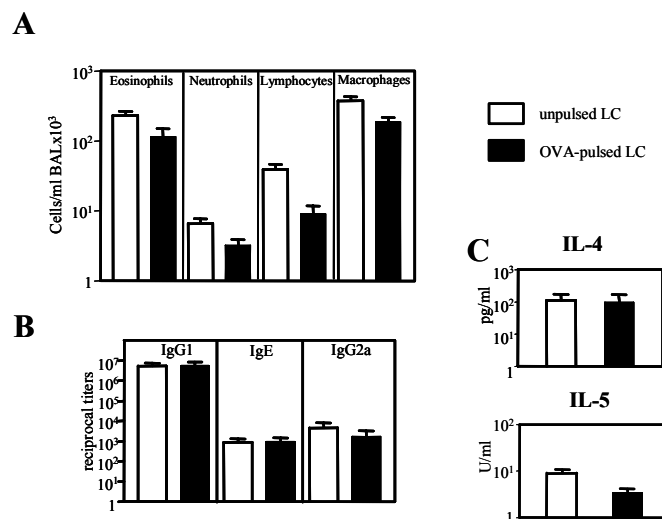 A
10³
10²
10¹
1
Cells/ml BALx10³
Eosinophils
Neutrophils
Lymphocytes
Macrophages
unpulsed LC
OVA-pulsed LC
B
10⁷
10⁶
10⁵
10⁴
10³
10²
10¹
1
reciprocal titers
IgG1
IgE
IgG2a
C
IL-4
10³
10²
10¹
1
pg/ml
IL-5
10²
10¹
1
U/ml